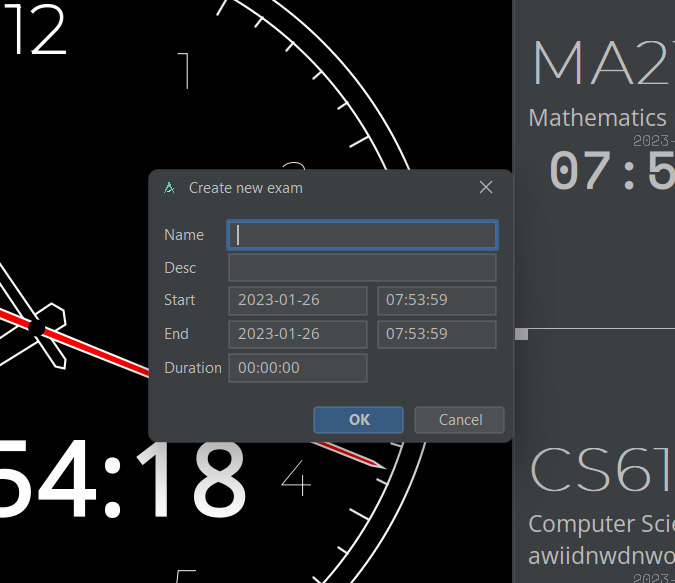 12
1
MA2
Mathematics
2023-
07:5
Create new exam
Name
Desc
Start 2023-01-26 07:53:59
End 2023-01-26 07:53:59
Duration 00:00:00
OK Cancel
54:18
4
CS61
Computer Scie
awiidnwdnwo
2023-